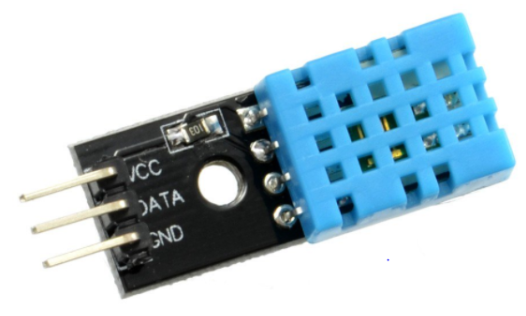 VCC
DATA
GND